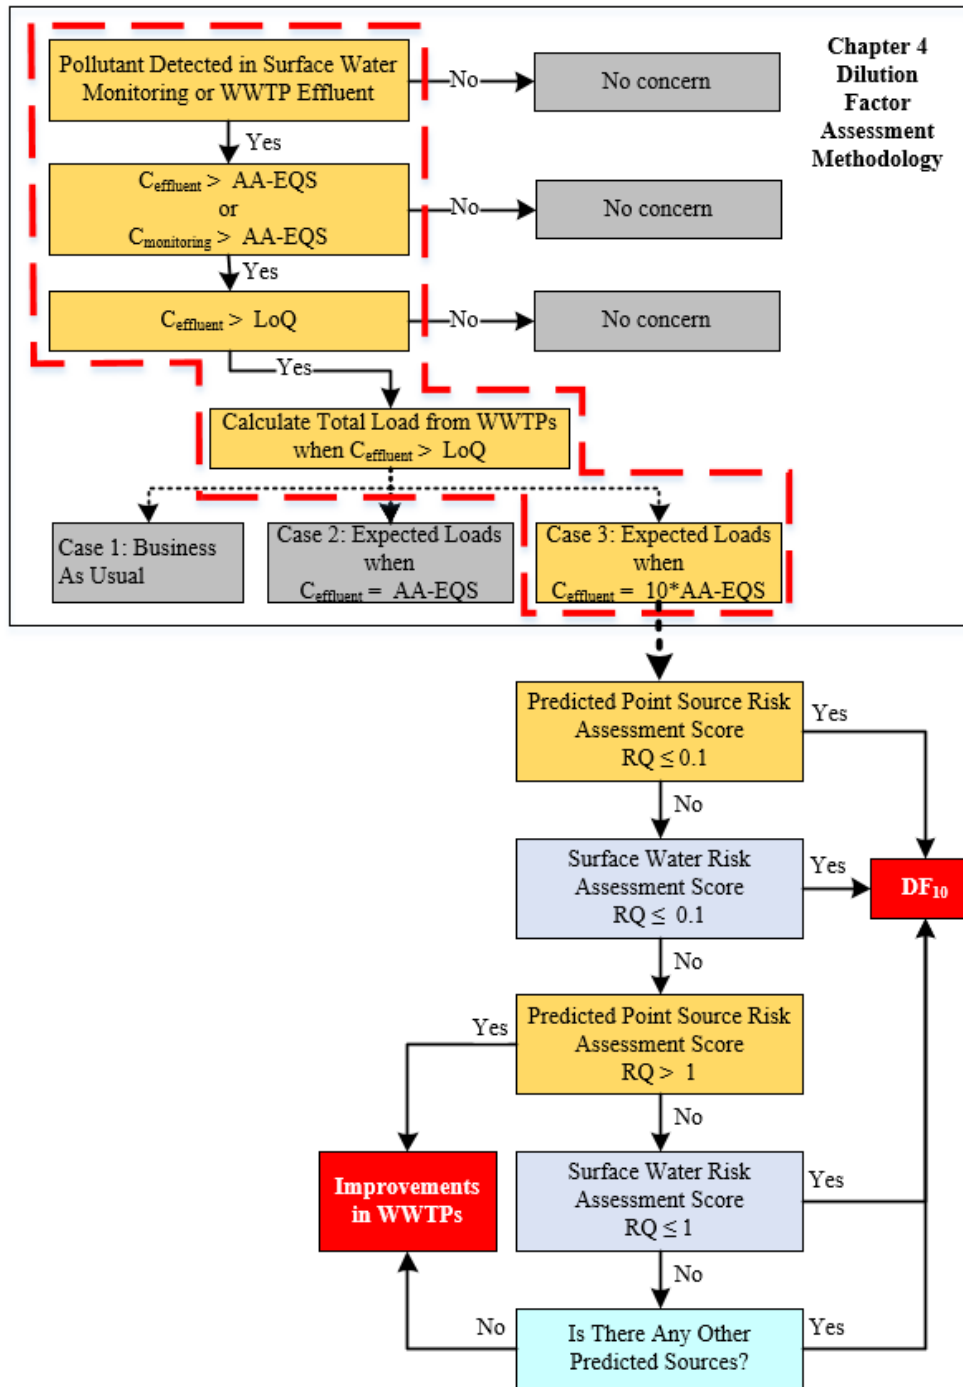 Chapter 4
Dilution
Factor
Assessment
Methodology
Pollutant Detected in Surface Water
Monitoring or WWTP Effluent
No
No concern
Yes
Ceffluent > AA-EQS
or
Cmonitoring > AA-EQS
No
No concern
Yes
Ceffluent > LoQ
No
No concern
Yes
Calculate Total Load from WWTPs
when Ceffluent > LoQ
Case 1: Business
As Usual
Case 2: Expected Loads
when
Ceffluent = AA-EQS
Case 3: Expected Loads
when
Ceffluent = 10*AA-EQS
Predicted Point Source Risk
Assessment Score
RQ ≤ 0.1
Yes
No
Surface Water Risk
Assessment Score
RQ ≤ 0.1
Yes
DF10
No
Predicted Point Source Risk
Assessment Score
RQ > 1
Yes
No
Improvements
in WWTPs
Surface Water Risk
Assessment Score
RQ ≤ 1
Yes
No
Is There Any Other
Predicted Sources?
No
Yes